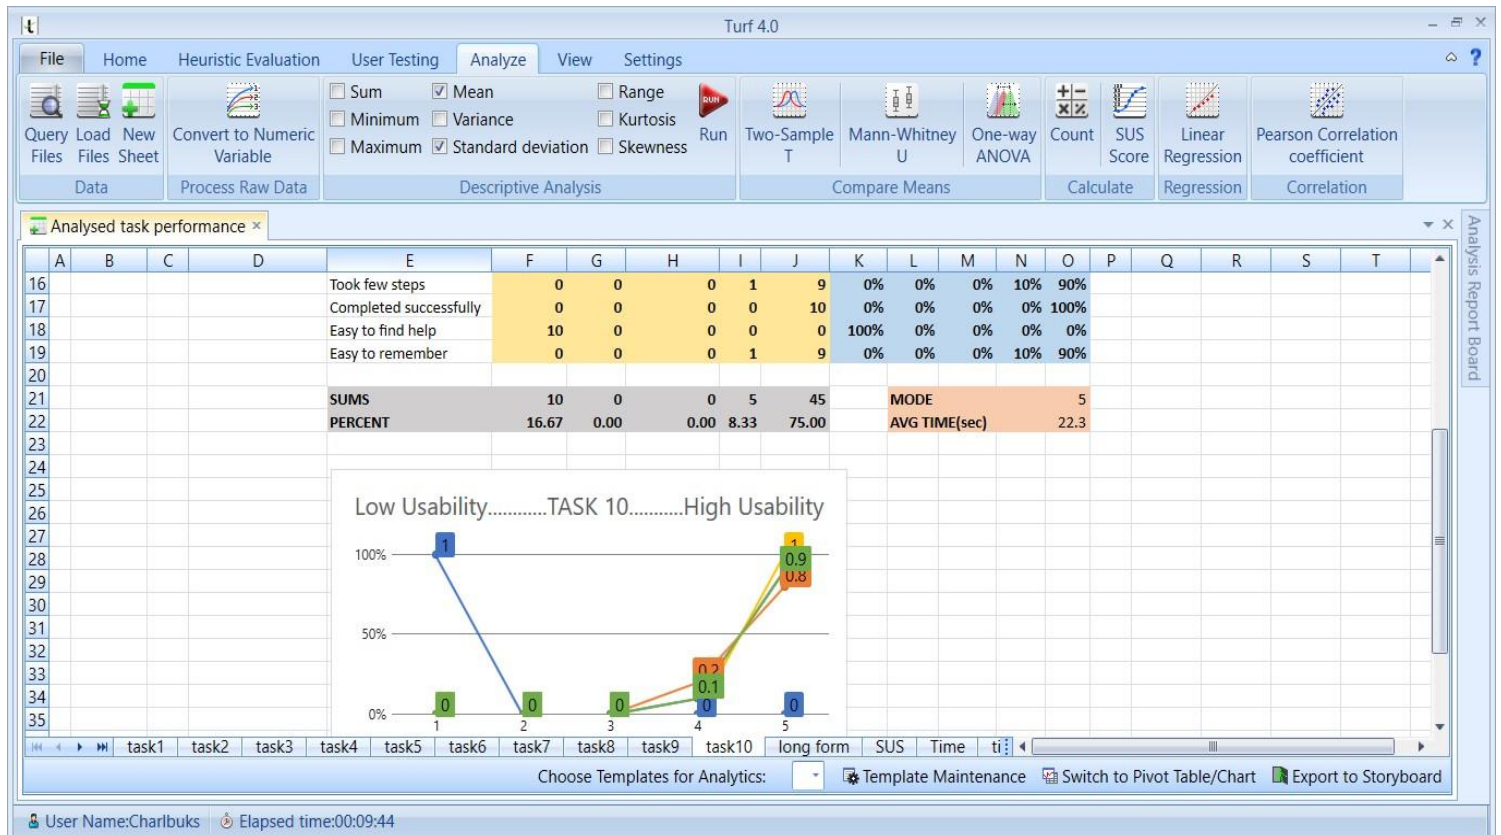 Turf 4.0
File Home Heuristic Evaluation User Testing Analyze View Settings
Query Files
Load Files
New Sheet
Data
Convert to Numeric Variable
Process Raw Data
Sum Mean Range
Minimum Variance Kurtosis
Maximum Standard deviation Skewness
RUN
Run
Descriptive Analysis
Two-Sample T
Mann-Whitney U
One-way ANOVA
Compare Means
Count
SUS Score
Calculate
Linear Regression
Regression
Pearson Correlation coefficient
Correlation
Analysed task performance
Analysis Report Board
A B C D E F G H I J K L M N O P Q R S T
16 Took few steps 0 0 0 1 9 0% 0% 0% 10% 90%
17 Completed successfully 0 0 0 0 10 0% 0% 0% 0% 100%
18 Easy to find help 10 0 0 0 0 100% 0% 0% 0% 0%
19 Easy to remember 0 0 0 1 9 0% 0% 0% 10% 90%
20
21 SUMS 10 0 0 5 45 MODE 5
22 PERCENT 16.67 0.00 0.00 8.33 75.00 AVG TIME(sec) 22.3
23
24
25
26
27
28
29
30
31
32
33
34
35
Low Usability............TASK 10...........High Usability
100%
50%
0%
1 1
0.9
0.8
0.2
0.1
0 0 0 0 0
1 2 3 4 5
task1 task2 task3 task4 task5 task6 task7 task8 task9 task10 long form SUS Time ti
Choose Templates for Analytics: Template Maintenance Switch to Pivot Table/Chart Export to Storyboard
User Name:Charlbuks Elapsed time:00:09:44